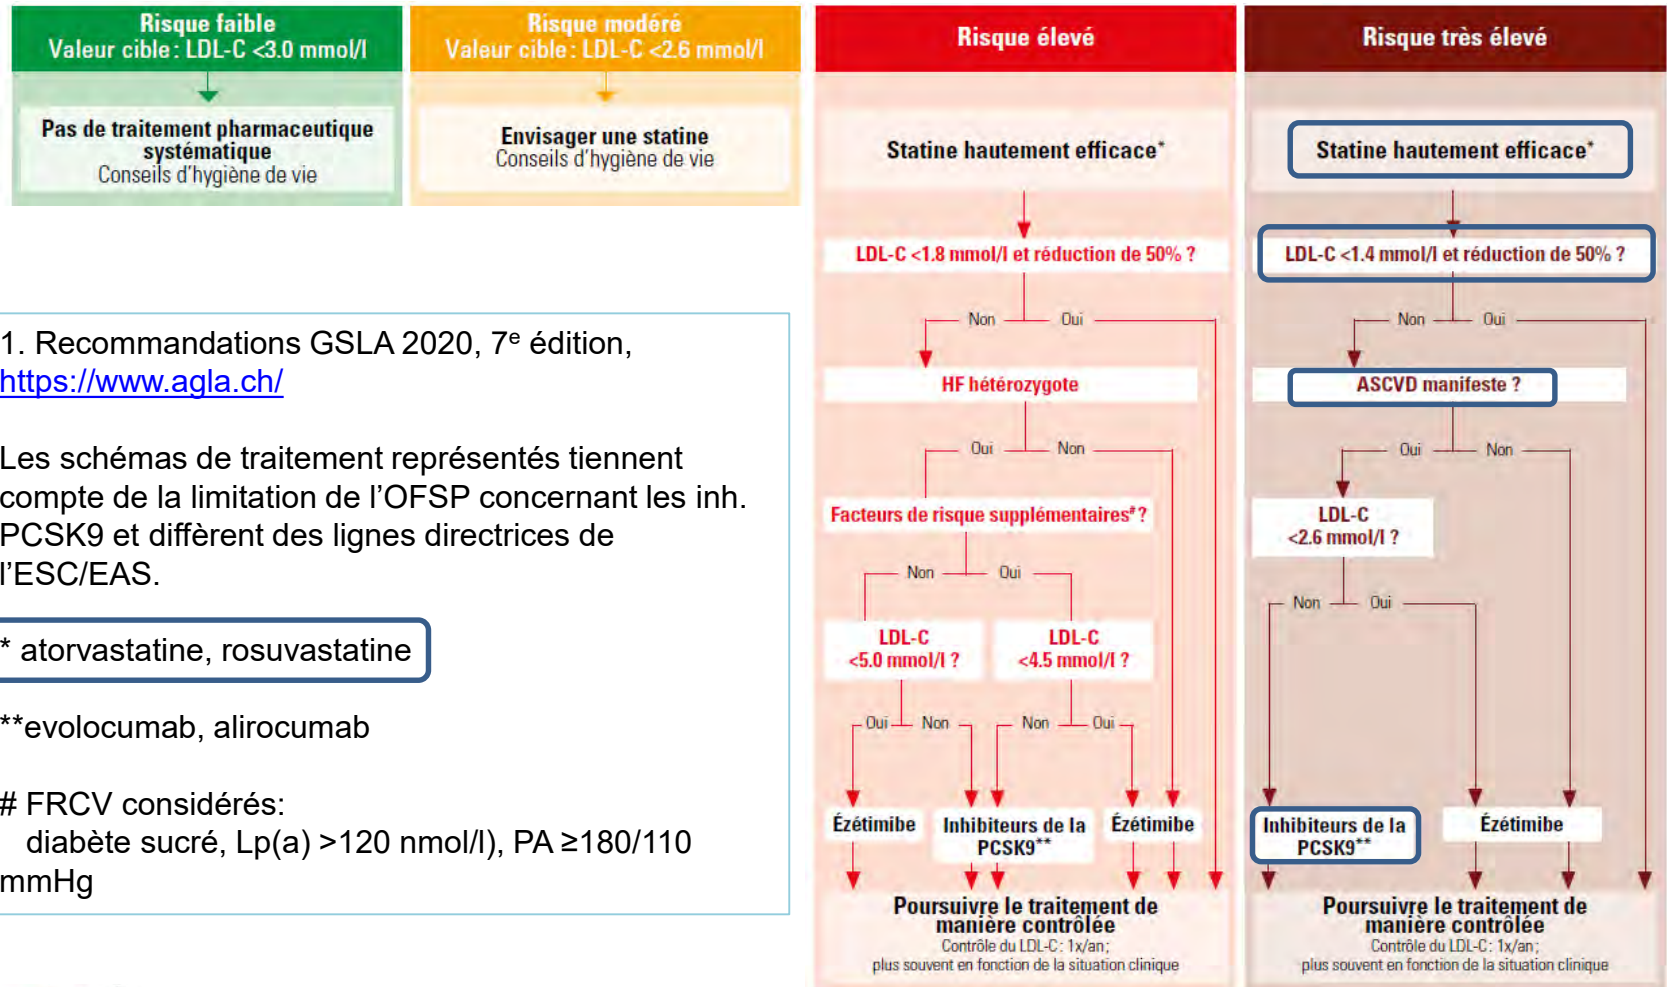 Risque faible
Valeur cible: LDL-C <3.0 mmol/l
Pas de traitement pharmaceutique
systématique
Conseils d'hygiène de vie
Risque modéré
Valeur cible: LDL-C <2.6 mmol/l
Envisager une statine
Conseils d'hygiène de vie
1. Recommandations GSLA 2020, 7e édition,
https://www.agla.ch/
Les schémas de traitement représentés tiennent
compte de la limitation de l'OFSP concernant les inh.
PCSK9 et diffèrent des lignes directrices de
l'ESC/EAS.
* atorvastatine, rosuvastatine
**evolocumab, alirocumab
# FRCV considérés:
diabète sucré, Lp(a) >120 nmol/l), PA ≥180/110
mmHg
Risque élevé
Statine hautement efficace*
LDL-C <1.8 mmol/l et réduction de 50% ?
Non Oui
HF hétérozygote
Oui Non
Facteurs de risque supplémentaires# ?
Non Oui
LDL-C
<5.0 mmol/l ?
LDL-C
<4.5 mmol/l ?
Oui Non Non Oui
Ézétimibe
Inhibiteurs de la
PCSK9**
Ézétimibe
Poursuivre le traitement de
manière contrôlée
Contrôle du LDL-C: 1x/an;
plus souvent en fonction de la situation clinique
Risque très élevé
Statine hautement efficace*
LDL-C <1.4 mmol/l et réduction de 50% ?
Non Oui
ASCVD manifeste ?
Oui Non
LDL-C
<2.6 mmol/l ?
Non Oui
Inhibiteurs de la
PCSK9**
Ézétimibe
Poursuivre le traitement de
manière contrôlée
Contrôle du LDL-C: 1x/an;
plus souvent en fonction de la situation clinique